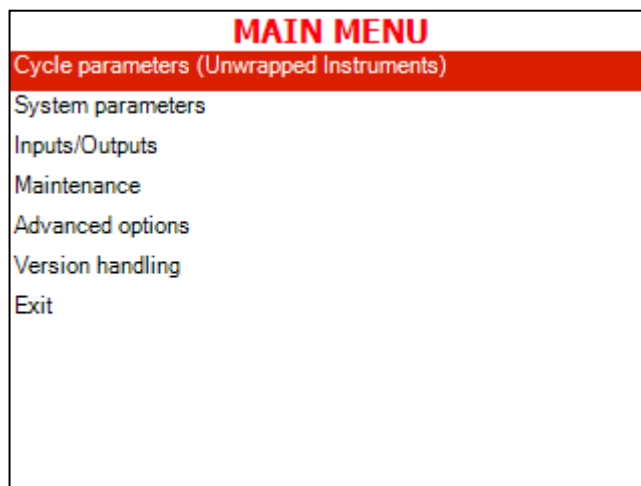 MAIN MENU
Cycle parameters (Unwrapped Instruments)
System parameters
Inputs/Outputs
Maintenance
Advanced options
Version handling
Exit